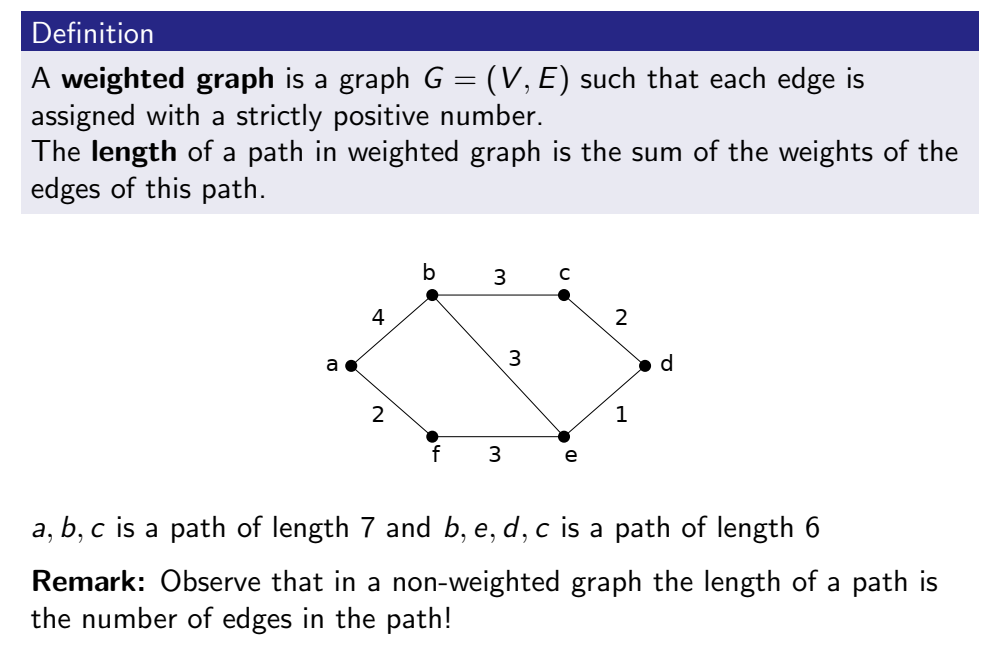 Definition
A weighted graph is a graph G = (V, E) such that each edge is
assigned with a strictly positive number.
The length of a path in weighted graph is the sum of the weights of the
edges of this path.
b 3 c
4 2
a 3 d
2 1
f 3 e
a, b, c is a path of length 7 and b, e, d, c is a path of length 6
Remark: Observe that in a non-weighted graph the length of a path is
the number of edges in the path!